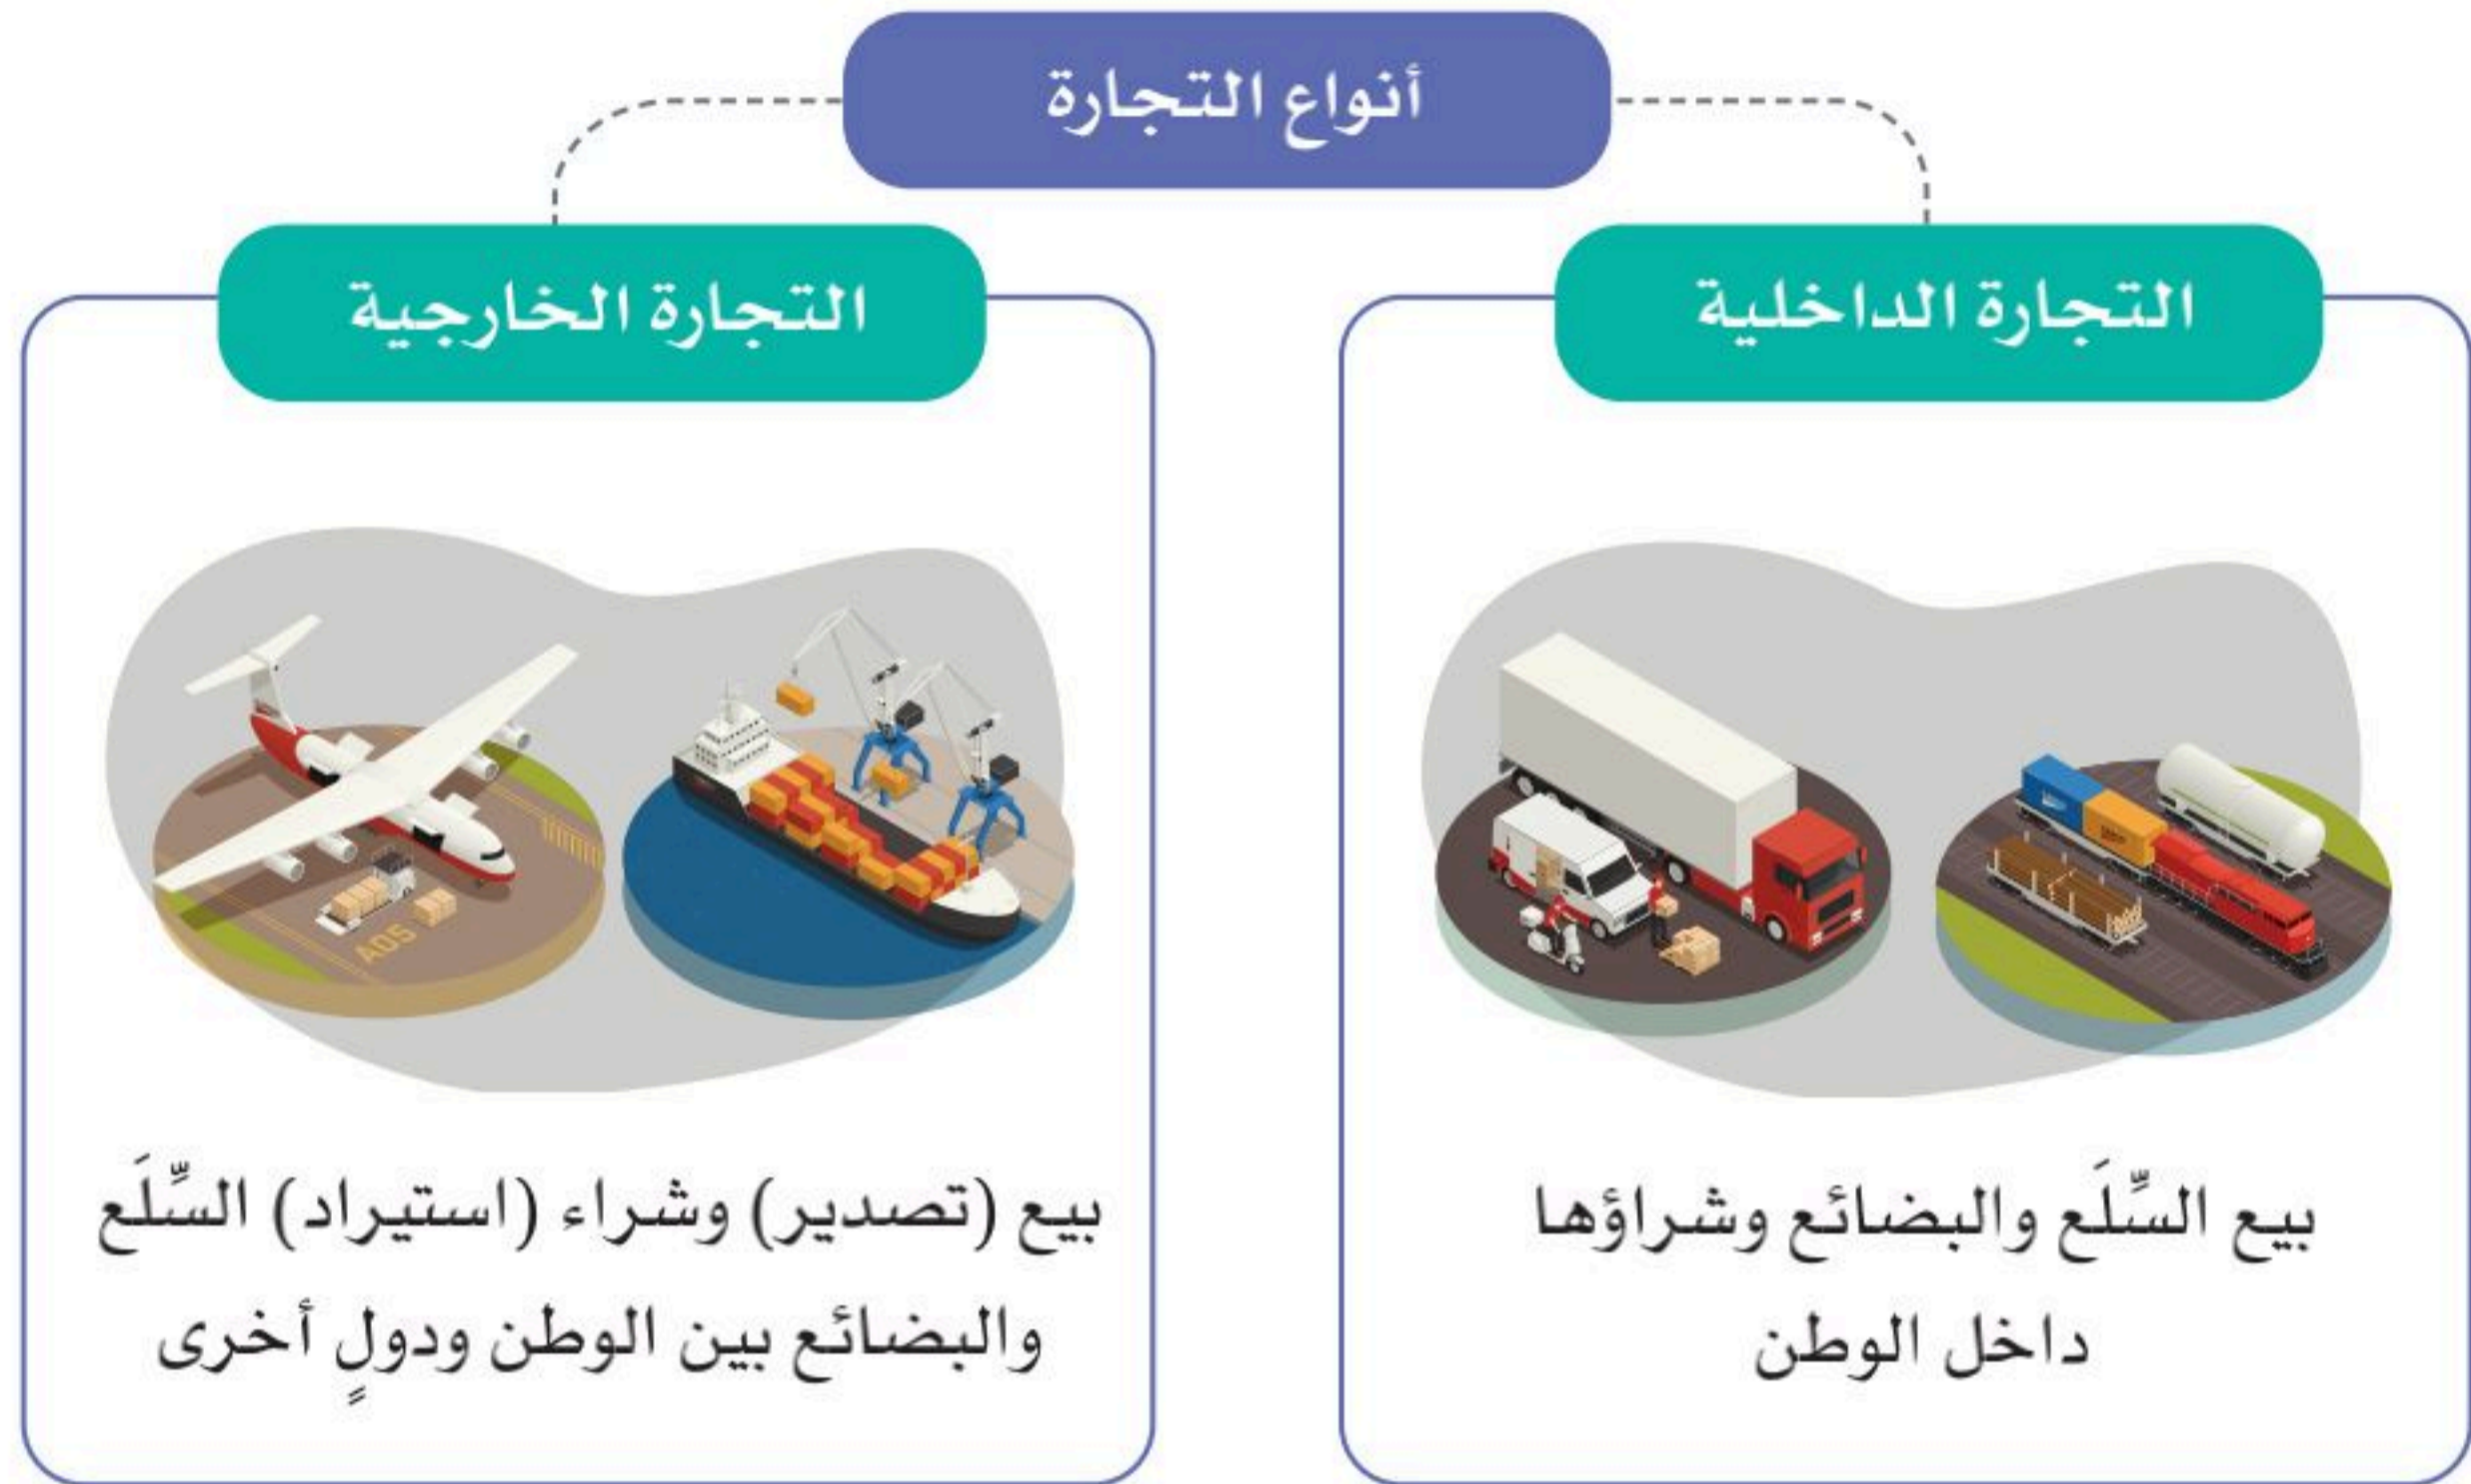 أنواع التجارة
التجارة الداخلية
بيع السِّلَع والبضائع وشراؤها
داخل الوطن
التجارة الخارجية
A05
بيع (تصدير) وشراء (استيراد) السِّلَع
والبضائع بين الوطن ودولٍ أخرى